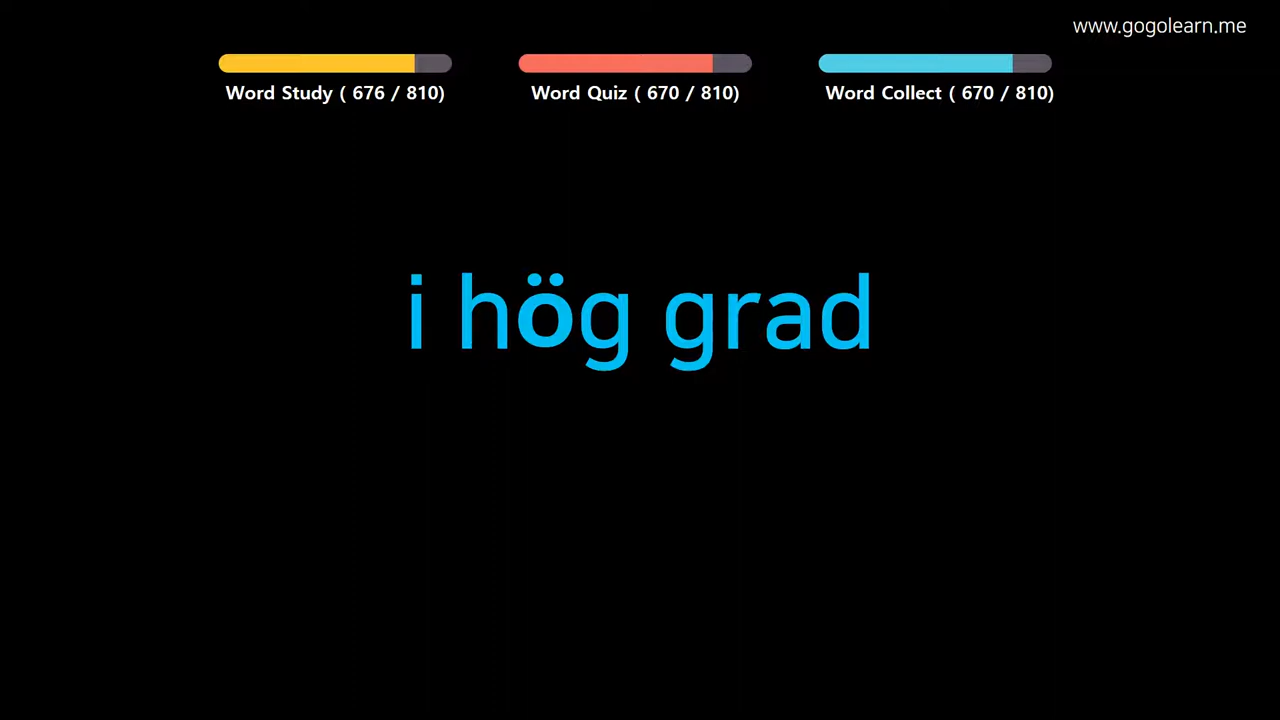 www.gogolearn.me
Word Study ( 676 / 810)
Word Quiz ( 670 / 810)
Word Collect ( 670 / 810)
i hög grad